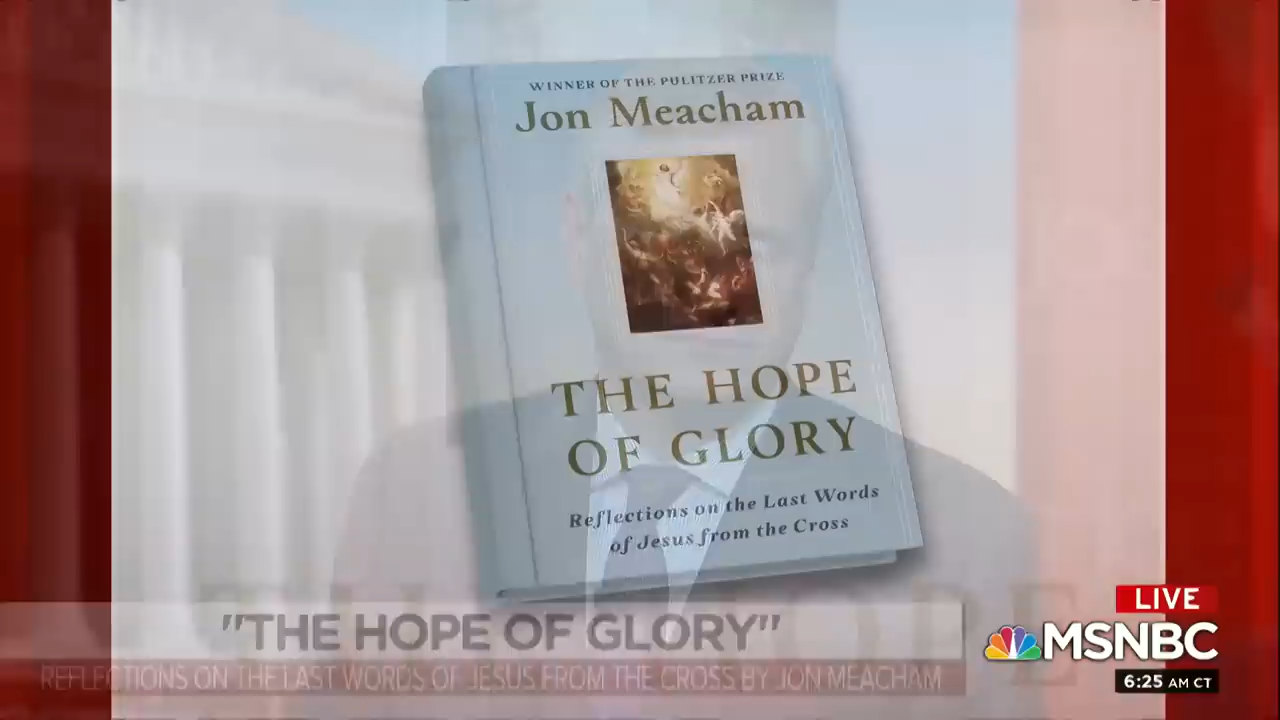 WINNER OF THE PULITZER PRIZE
Jon Meacham
THE HOPE
OF GLORY
Reflections on the Last Words
of Jesus from the Cross
"THE HOPE OF GLORY"
REFLECTIONS ON THE LAST WORDS OF JESUS FROM THE CROSS BY JON MEACHAM
LIVE
MSNBC
6:25 AM CT